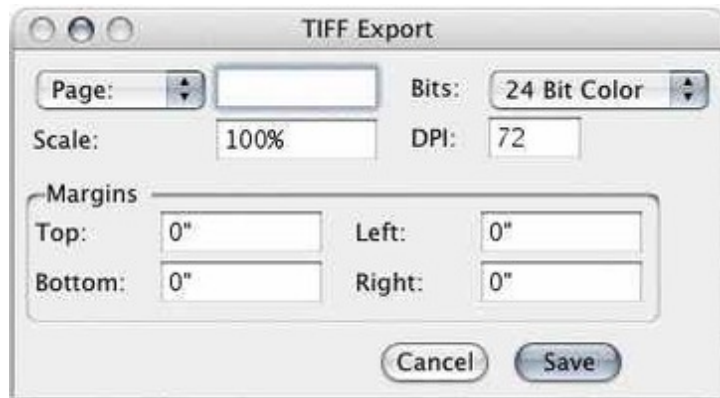 TIFF Export
Page: Bits: 24 Bit Color
Scale: 100% DPI: 72
Margins
Top: 0" Left: 0"
Bottom: 0" Right: 0"
Cancel Save